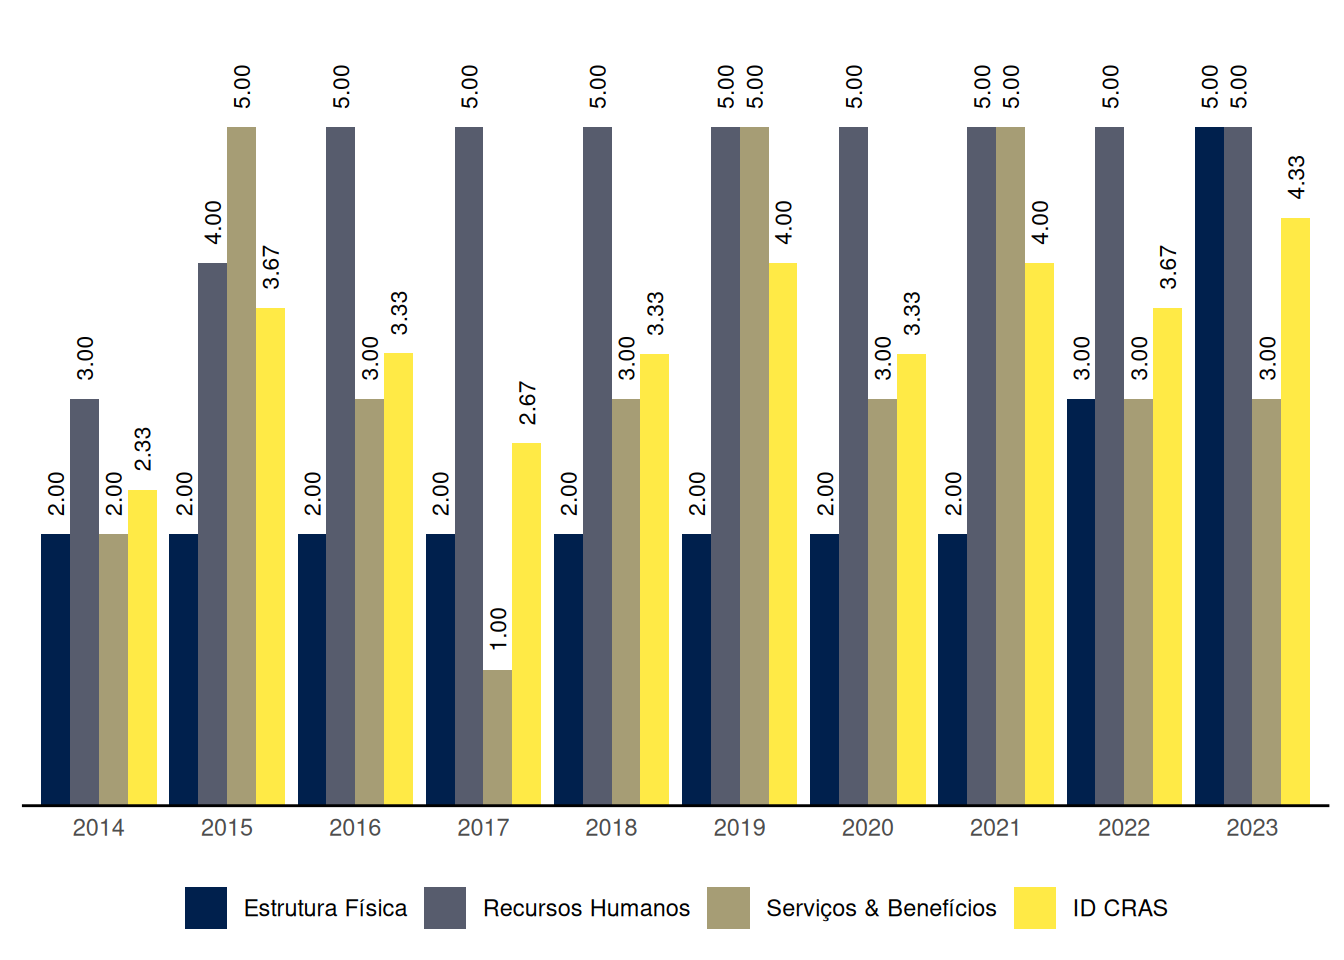 5.00 5.00 5.00 5.00 5.00 5.00 5.00 5.00 5.00 5.00 5.00 5.00
4.33
4.00 4.00 4.00
3.67 3.67
3.00 3.00 3.33 3.00 3.33 3.00 3.33 3.00 3.00 3.00
2.67
2.33
2.00 2.00 2.00 2.00 2.00 2.00 2.00 2.00 2.00
1.00
2014 2015 2016 2017 2018 2019 2020 2021 2022 2023
Estrutura Física Recursos Humanos Serviços & Benefícios ID CRAS